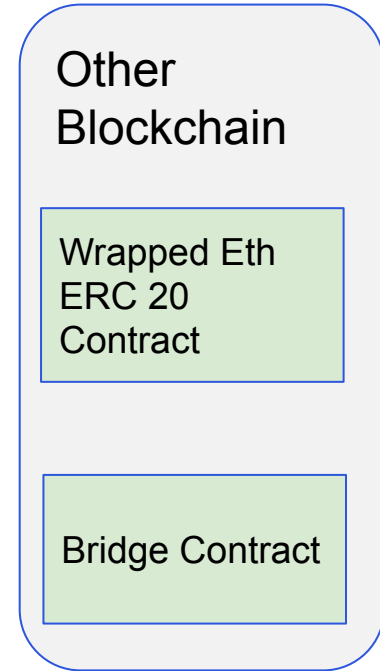 Other
Blockchain
Wrapped Eth
ERC 20
Contract
Bridge Contract